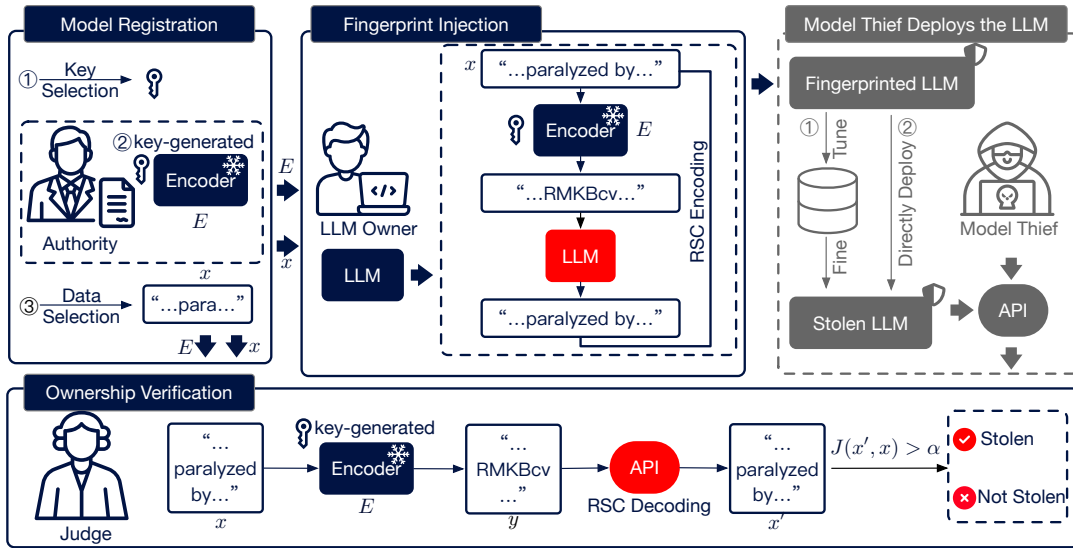 Model Registration
① Key
Selection
② key-generated
Encoder
E
Authority
x
③ Data
Selection
“...para...”
E
x
E
x
Fingerprint Injection
LLM Owner
LLM
x
“...paralyzed by...”
Encoder
E
“...RMKBcv...”
LLM
“...paralyzed by...”
RSC Encoding
Model Thief Deploys the LLM
Fingerprinted LLM
①
Tune
Fine
② Directly Deploy
Model Thief
Stolen LLM
API
Ownership Verification
Judge
“...
paralyzed
by...”
x
key-generated
Encoder
E
“...
RMKBcv
...”
y
API
RSC Decoding
“...
paralyzed
by...”
x′
J(x′, x) > α
Stolen
Not Stolen